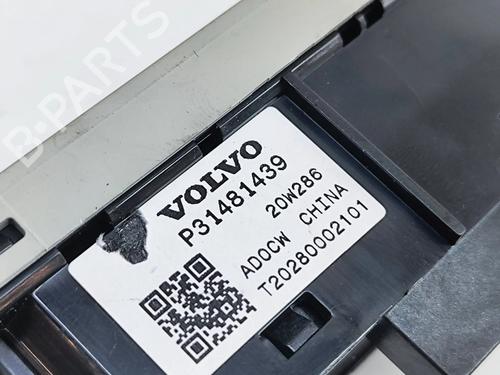 B-PARTS
VOLVO
P31481439
20W286
ADOCW CHINA
T20280002101